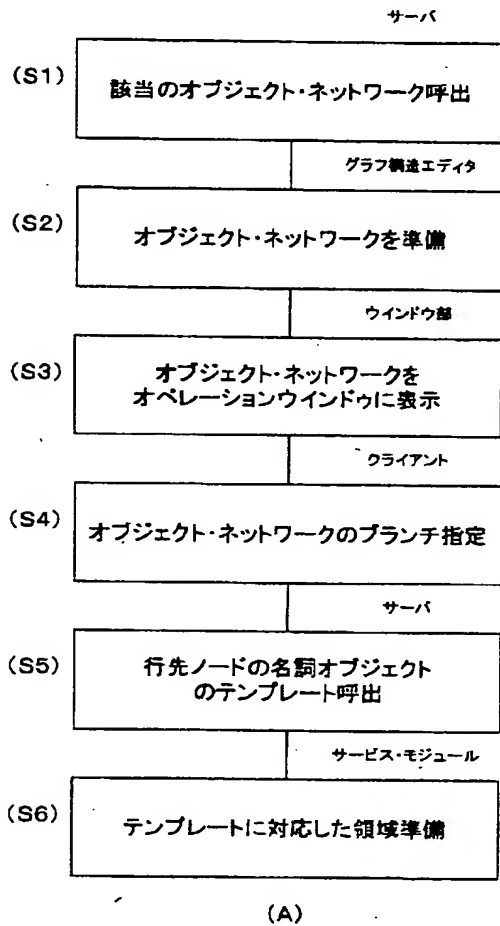 サーバ
(S1)
該当のオブジェクト・ネットワーク呼出
グラフ構造エディタ
(S2)
オブジェクト・ネットワークを準備
ウインドウ部
(S3)
オブジェクト・ネットワークを
オペレーションウインドゥに表示
クライアント
(S4)
オブジェクト・ネットワークのブランチ指定
サーバ
(S5)
行先ノードの名詞オブジェクト
のテンプレート呼出
サービス・モジュール
(S6)
テンプレートに対応した領域準備
(A)